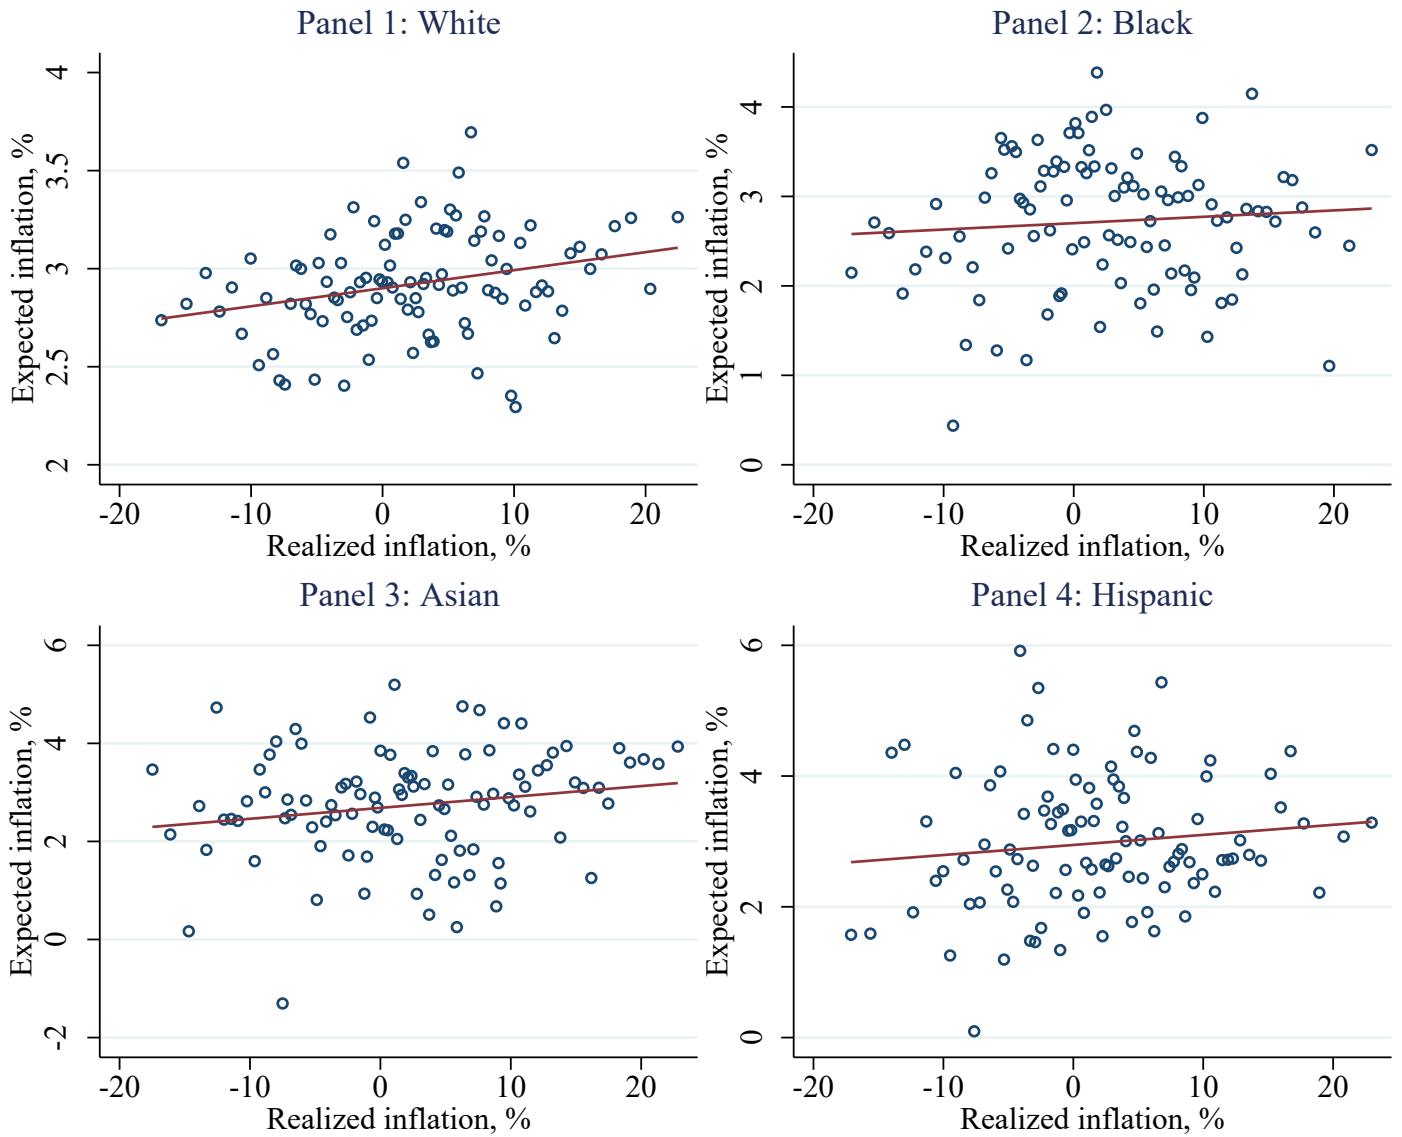 Panel 1: White
Expected inflation, %
4
3.5
3
2.5
2
-20 -10 0 10 20
Realized inflation, %
Panel 2: Black
Expected inflation, %
4
3
2
1
0
-20 -10 0 10 20
Realized inflation, %
Panel 3: Asian
Expected inflation, %
6
4
2
0
-2
-20 -10 0 10 20
Realized inflation, %
Panel 4: Hispanic
Expected inflation, %
6
4
2
0
-20 -10 0 10 20
Realized inflation, %